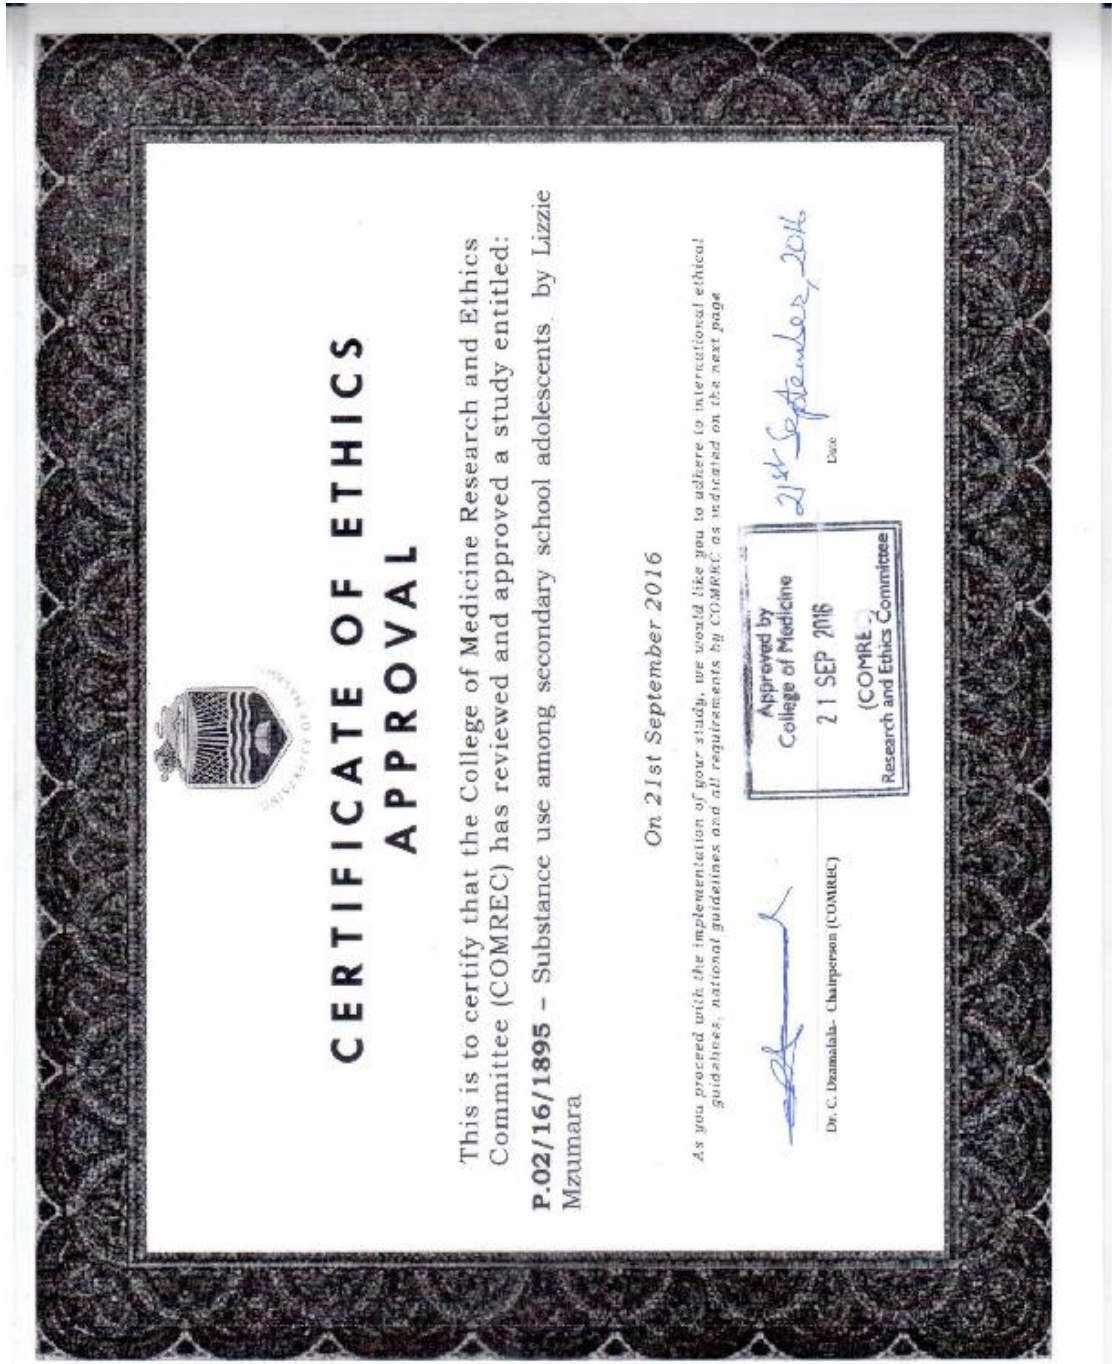 UNIVERSITY OF MALAWI
CERTIFICATE OF ETHICS
APPROVAL
This is to certify that the College of Medicine Research and Ethics
Committee (COMREC) has reviewed and approved a study entitled:
P.02/16/1895 – Substance use among secondary school adolescents by Lizzie
Mzumara
On 21st September 2016
As you proceed with the implementation of your study, we would like you to adhere to international ethical
guidelines, national guidelines and all requirements by COMREC as indicated on the next page
Approved by
College of Medicine
21 SEP 2016
(COMREC)
Research and Ethics Committee
21st September, 2016
Dr. C. Dzamalala- Chairperson (COMREC)
Date